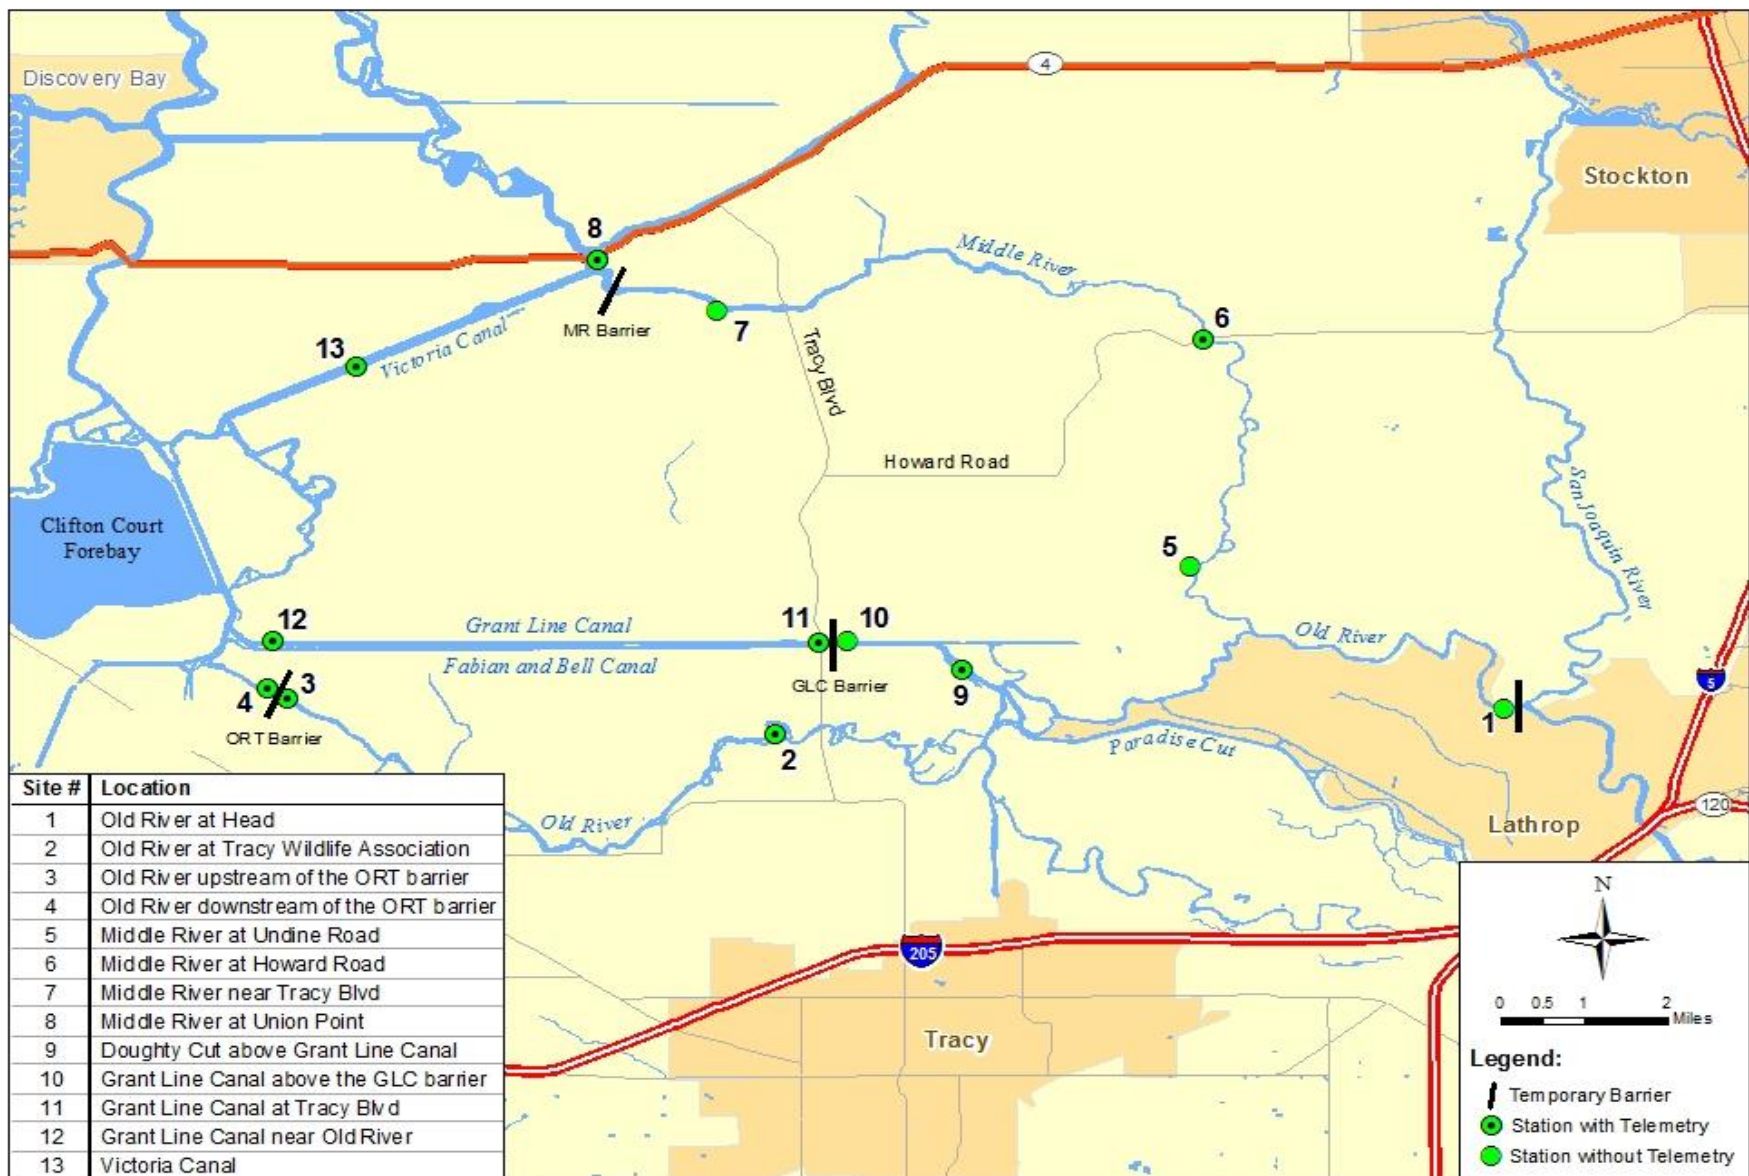 Discovery Bay
4
Stockton
8
Middle River
MR Barrier
7
6
13
Victoria Canal
Tracy Blvd
Howard Road
San Joaquin River
Clifton Court
Forebay
5
12
Grant Line Canal
11
10
Old River
Fabian and Bell Canal
GLC Barrier
9
5
4
3
ORT Barrier
2
1
Paradise Cut
Old River
Lathrop
120
205
Tracy
Site # Location
1 Old River at Head
2 Old River at Tracy Wildlife Association
3 Old River upstream of the ORT barrier
4 Old River downstream of the ORT barrier
5 Middle River at Undine Road
6 Middle River at Howard Road
7 Middle River near Tracy Blvd
8 Middle River at Union Point
9 Doughty Cut above Grant Line Canal
10 Grant Line Canal above the GLC barrier
11 Grant Line Canal at Tracy Blvd
12 Grant Line Canal near Old River
13 Victoria Canal
N
0 0.5 1 2
Miles
Legend:
Temporary Barrier
Station with Telemetry
Station without Telemetry